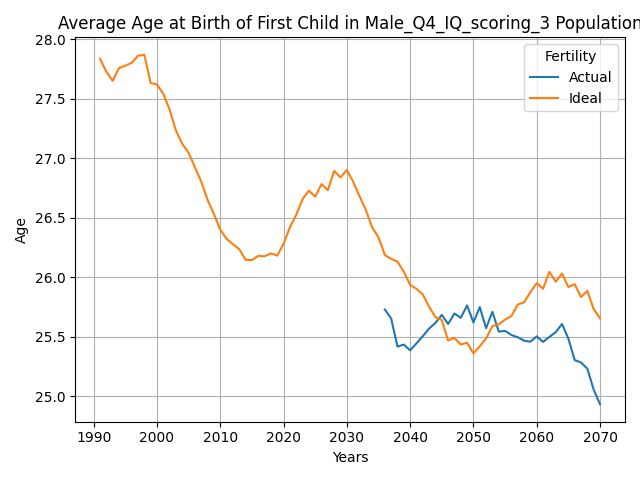 Average Age at Birth of First Child in Male_Q4_IQ_scoring_3 Population
Fertility
Actual
Ideal
28.0
27.5
27.0
26.5
26.0
25.5
25.0
Age
1990 2000 2010 2020 2030 2040 2050 2060 2070
Years